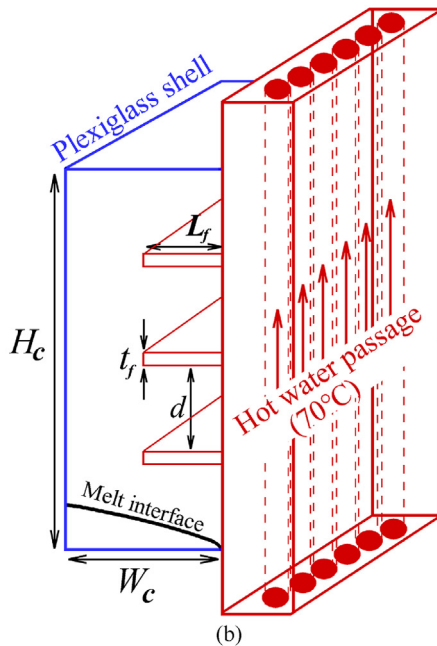 Plexiglass shell
L_f
H_c
t_f
d
Hot water passage
(70°C)
Melt interface
W_c
(b)